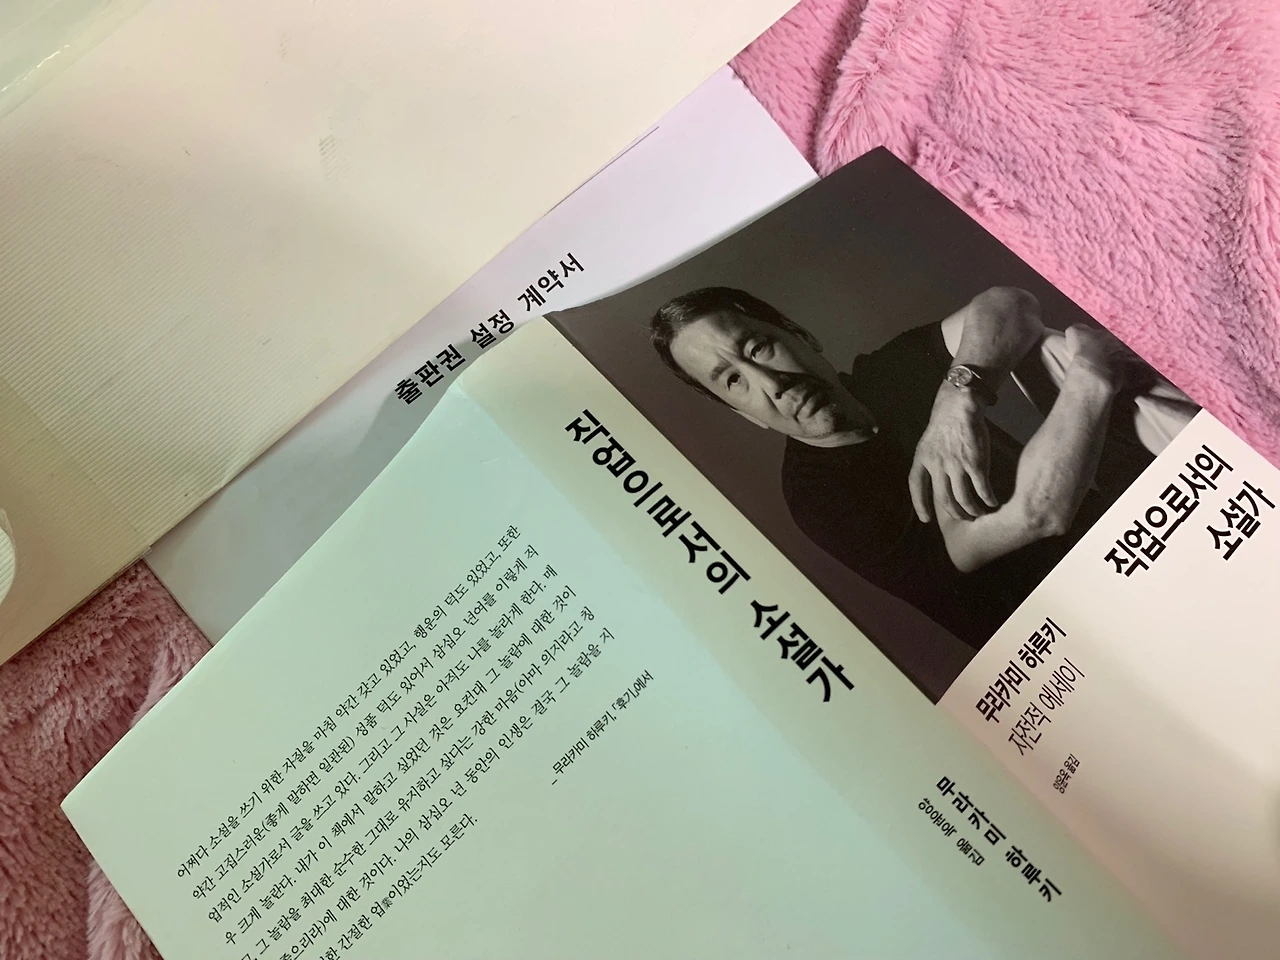 출판권 설정 계약서
직업으로서의
소설가
무라카미 하루키
자전적 에세이
양윤옥 옮김
직업으로서의 소설가
무라카미 하루키
양윤옥 옮김
어쩌다 소설을 쓰기 위한 자질을 마침 약간 갖고 있었고, 행운의 덕도 있었고, 또한
약간 고집스러운(좋게 말하면 일관된) 성품 덕도 있어서 삼십오 년여를 이렇게 직
업적인 소설가로서 글을 쓰고 있다. 그리고 그 사실은 아직도 나를 놀라게 한다. 매
우 크게 놀란다. 내가 이 책에서 말하고 싶었던 것은 요컨대 그 놀람에 대한 것이
고, 그 놀람을 최대한 순수한 그대로 유지하고 싶다는 강한 마음(아마 의지라고 칭
좋으리라)에 대한 것이다. 나의 삼십오 년 동안의 인생은 결국 그 놀람을 지
한 간절한 업業이었는지도 모른다.
_무라카미 하루키, 「후기」에서